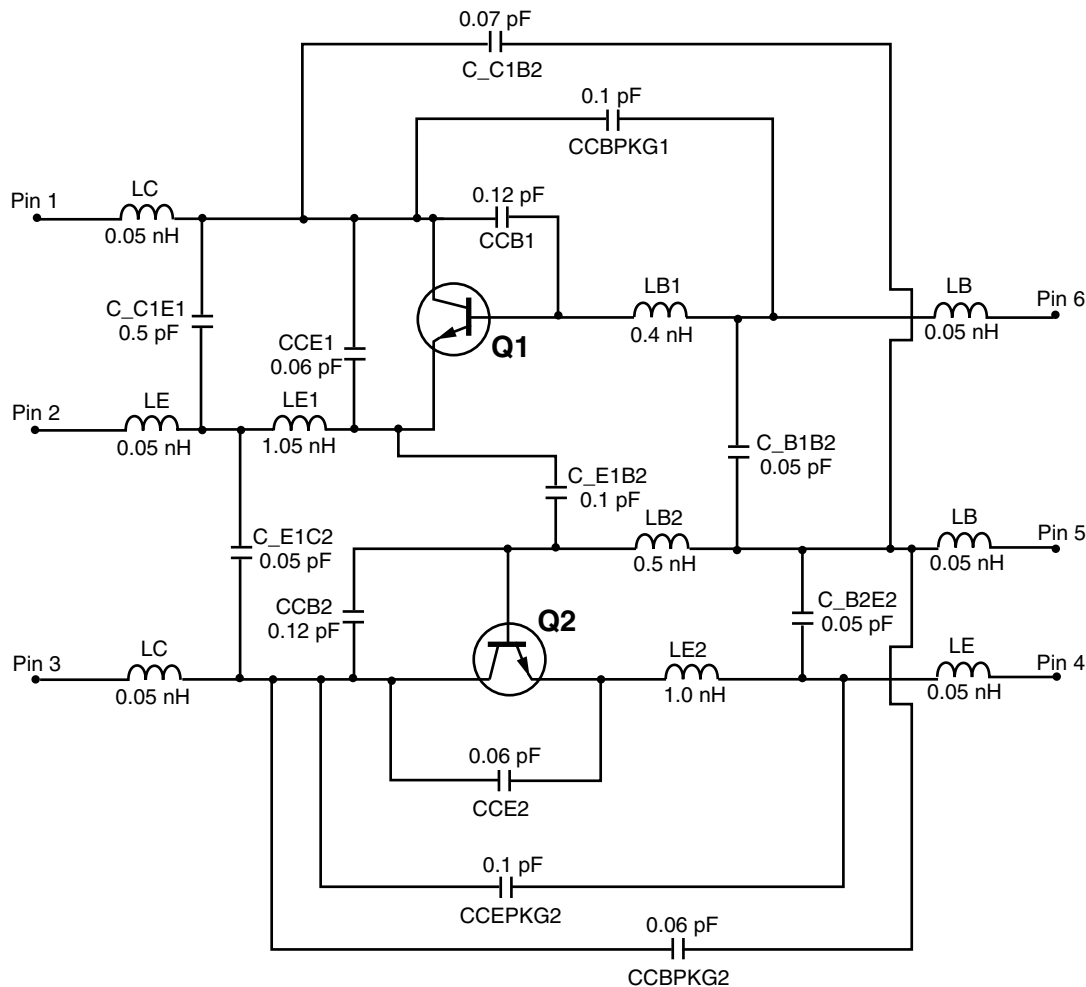 0.07 pF
C_C1B2
0.1 pF
CCBPKG1
Pin 1
LC
0.05 nH
0.12 pF
CCB1
C_C1E1
0.5 pF
CCE1
0.06 pF
Q1
LB1
0.4 nH
LB
0.05 nH
Pin 6
Pin 2
LE
0.05 nH
LE1
1.05 nH
C_B1B2
0.05 pF
C_E1B2
0.1 pF
C_E1C2
0.05 pF
LB2
0.5 nH
LB
0.05 nH
Pin 5
CCB2
0.12 pF
Q2
C_B2E2
0.05 pF
Pin 3
LC
0.05 nH
LE2
1.0 nH
LE
0.05 nH
Pin 4
0.06 pF
CCE2
0.1 pF
CCEPKG2
0.06 pF
CCBPKG2